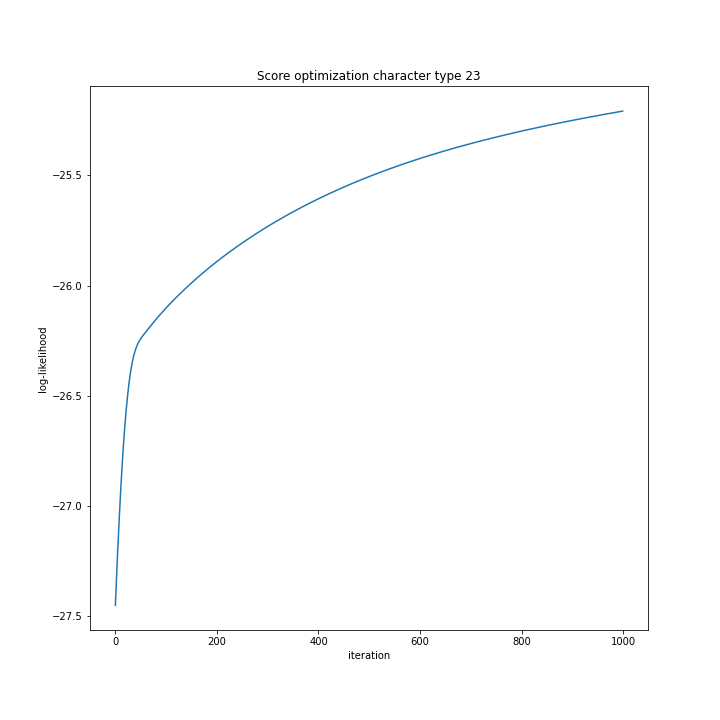 Score optimization character type 23
log-likelihood
−25.5
−26.0
−26.5
−27.0
−27.5
0 200 400 600 800 1000
iteration